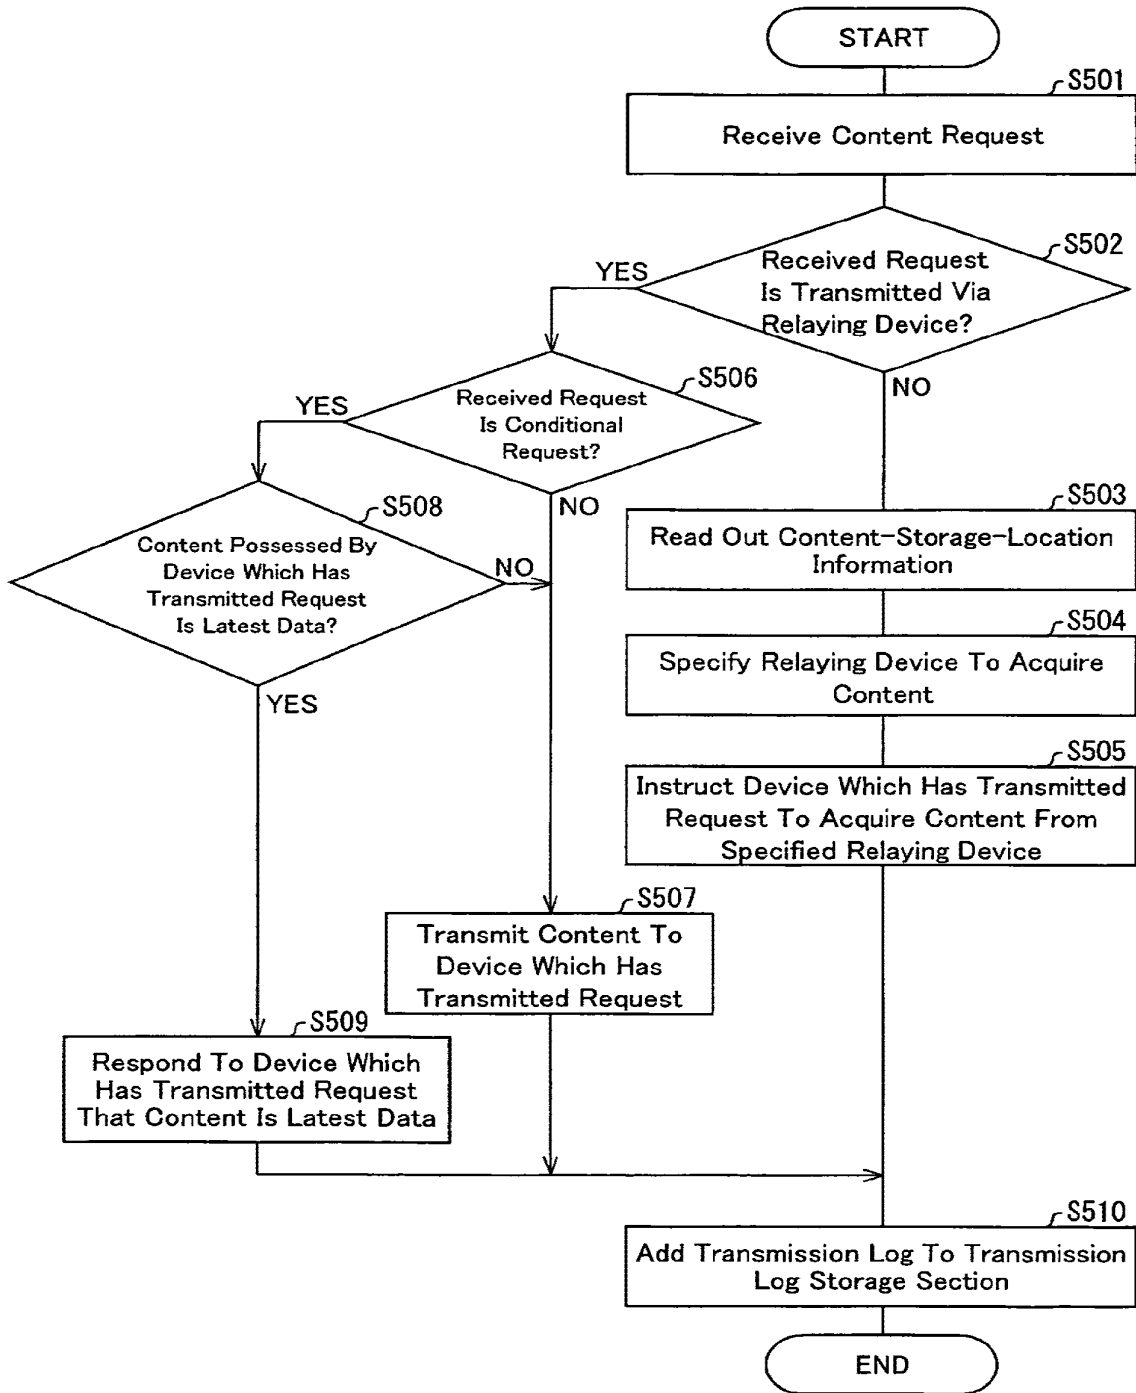 START
S501
Receive Content Request
S502
Received Request
Is Transmitted Via
Relaying Device?
YES
NO
S506
Received Request
Is Conditional
Request?
YES
NO
S508
Content Possessed By
Device Which Has
Transmitted Request
Is Latest Data?
NO
YES
S503
Read Out Content-Storage-Location
Information
S504
Specify Relaying Device To Acquire
Content
S505
Instruct Device Which Has Transmitted
Request To Acquire Content From
Specified Relaying Device
S507
Transmit Content To
Device Which Has
Transmitted Request
S509
Respond To Device Which
Has Transmitted Request
That Content Is Latest Data
S510
Add Transmission Log To Transmission
Log Storage Section
END